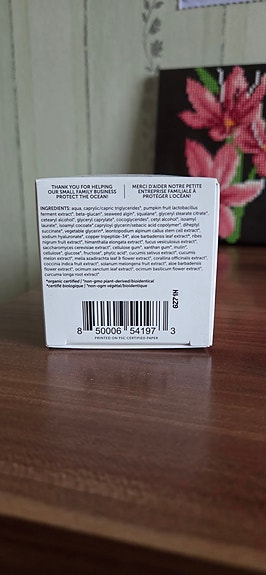 THANK YOU FOR HELPING
OUR SMALL FAMILY BUSINESS
PROTECT THE OCEAN!
MERCI D'AIDER NOTRE PETITE
ENTREPRISE FAMILIALE À
PROTÉGER L'OCÉAN!
INGREDIENTS: aqua, caprylic/capric triglycerides, pumpkin fruit lactobacillus
ferment extract*, beta-glucan*, seaweed algin*, squalane*, glyceryl stearate citrate*,
cetearyl alcohol*, glyceryl caprylate*, cocoglycerides*, cetyl alcohol*, isoamyl
laurate*, isoamyl cocoate, caprylyol glycerin/sebacic acid copolymer*, diheptyl
succinate*, vegetable glycerin*, leontopodium alpinum callus stem cell extract*,
sodium hyaluronate*, copper tripeptide-34*, aloe barbadensis leaf extract*, ribes
nigrum fruit extract*, himanthalia elongata extract*, fucus vesiculosus extract*,
saccharomyces cerevisiae extract*, cellulose gum*, xanthan gum*, inulin*,
cellulose*, glucose*, fructose*, phytic acid*, cucumis sativus extract*, cucumis
melon extract*, melia azadirachta leaf & flower extract*, corallina officinalis extract*,
coccinia indica fruit extract*, solanum melongena fruit extract*, aloe barbadensis
flower extract*, ocimum sanctum leaf extract*, ocimum basilicum flower extract*,
curcuma longa root extract*
*organic certified / *non-gmo plant-derived/bioidentical
*certifié biologique / *non-ogm végétal/bioidentique
6271H
8 50006 54197 3
PRINTED ON FSC CERTIFIED PAPER